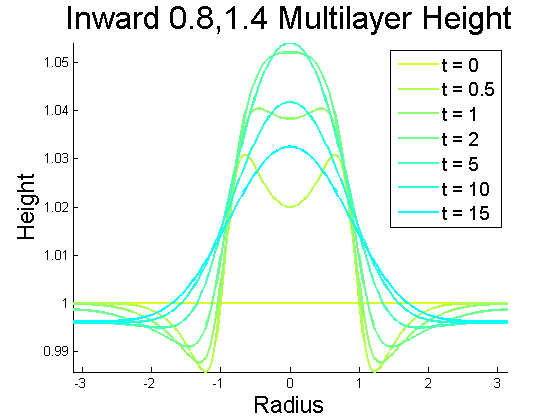 Inward 0.8,1.4 Multilayer Height
1.05
1.04
1.03
1.02
1.01
1
0.99
Height
t = 0
t = 0.5
t = 1
t = 2
t = 5
t = 10
t = 15
-3 -2 -1 0 1 2 3
Radius